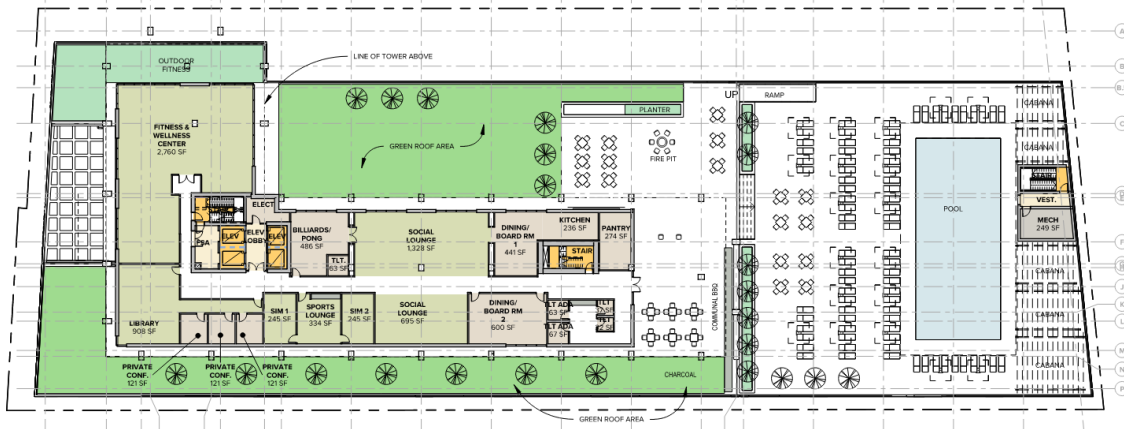 OUTDOOR
FITNESS
LINE OF TOWER ABOVE
FITNESS &
WELLNESS
CENTER
2,760 SF
GREEN ROOF AREA
PLANTER
FIRE PIT
UP
RAMP
CABANA
CABANA
POOL
VEST.
MECH
249 SF
CABANA
CABANA
CABANA
CABANA
ELECT
ELEV
ELEV
LOBBY
ELEV
BILLIARDS/
PONG
486 SF
TLT.
SOCIAL
LOUNGE
1,328 SF
DINING/
BOARD RM
1
441 SF
KITCHEN
236 SF
PANTRY
274 SF
STAIR
LIBRARY
908 SF
SIM 1
245 SF
SPORTS
LOUNGE
334 SF
SIM 2
245 SF
SOCIAL
LOUNGE
695 SF
DINING/
BOARD RM
2
600 SF
TLT ADA
63 SF
TLT ADA
67 SF
TLT
TLT
COMMUNAL BBQ
PRIVATE
CONF.
121 SF
PRIVATE
CONF.
121 SF
PRIVATE
CONF.
121 SF
CHARCOAL
GREEN ROOF AREA
A
B
C
F
J
K
L
M
N
P